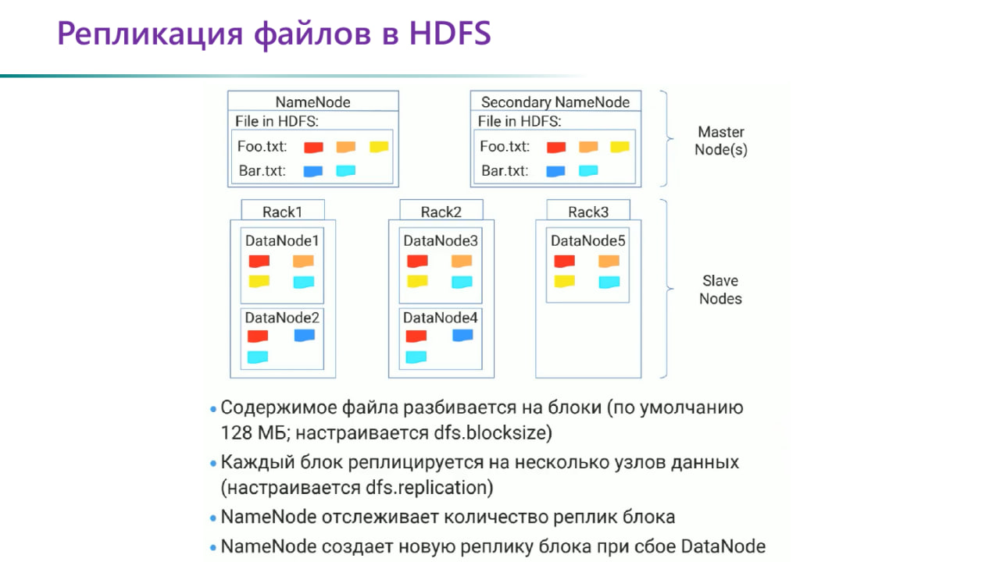 Репликация файлов в HDFS
NameNode
File in HDFS:
Foo.txt:
Bar.txt:
Secondary NameNode
File in HDFS:
Foo.txt:
Bar.txt:
Master
Node(s)
Rack1
DataNode1
DataNode2
Rack2
DataNode3
DataNode4
Rack3
DataNode5
Slave
Nodes
• Содержимое файла разбивается на блоки (по умолчанию
128 МБ; настраивается dfs.blocksize)
• Каждый блок реплицируется на несколько узлов данных
(настраивается dfs.replication)
• NameNode отслеживает количество реплик блока
• NameNode создает новую реплику блока при сбое DataNode